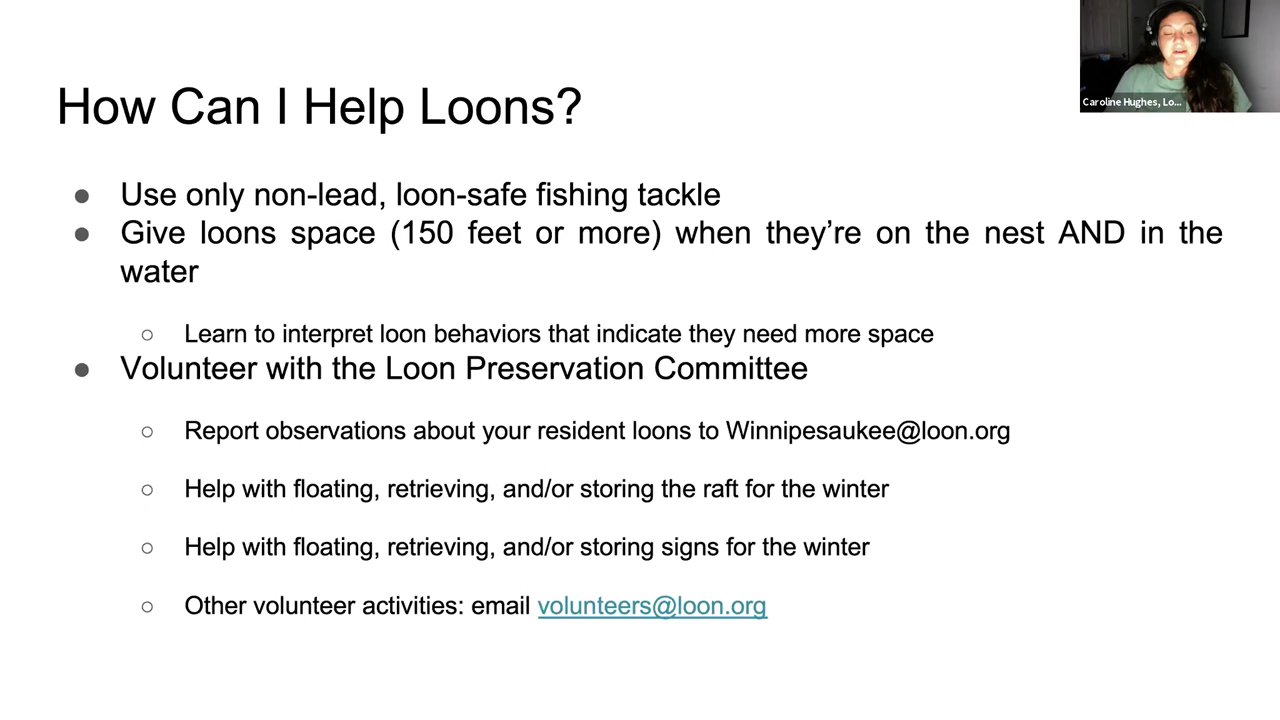 Caroline Hughes, Lo...
How Can I Help Loons?
● Use only non-lead, loon-safe fishing tackle
● Give loons space (150 feet or more) when they’re on the nest AND in the
water
○ Learn to interpret loon behaviors that indicate they need more space
● Volunteer with the Loon Preservation Committee
○ Report observations about your resident loons to Winnipesaukee@loon.org
○ Help with floating, retrieving, and/or storing the raft for the winter
○ Help with floating, retrieving, and/or storing signs for the winter
○ Other volunteer activities: email volunteers@loon.org